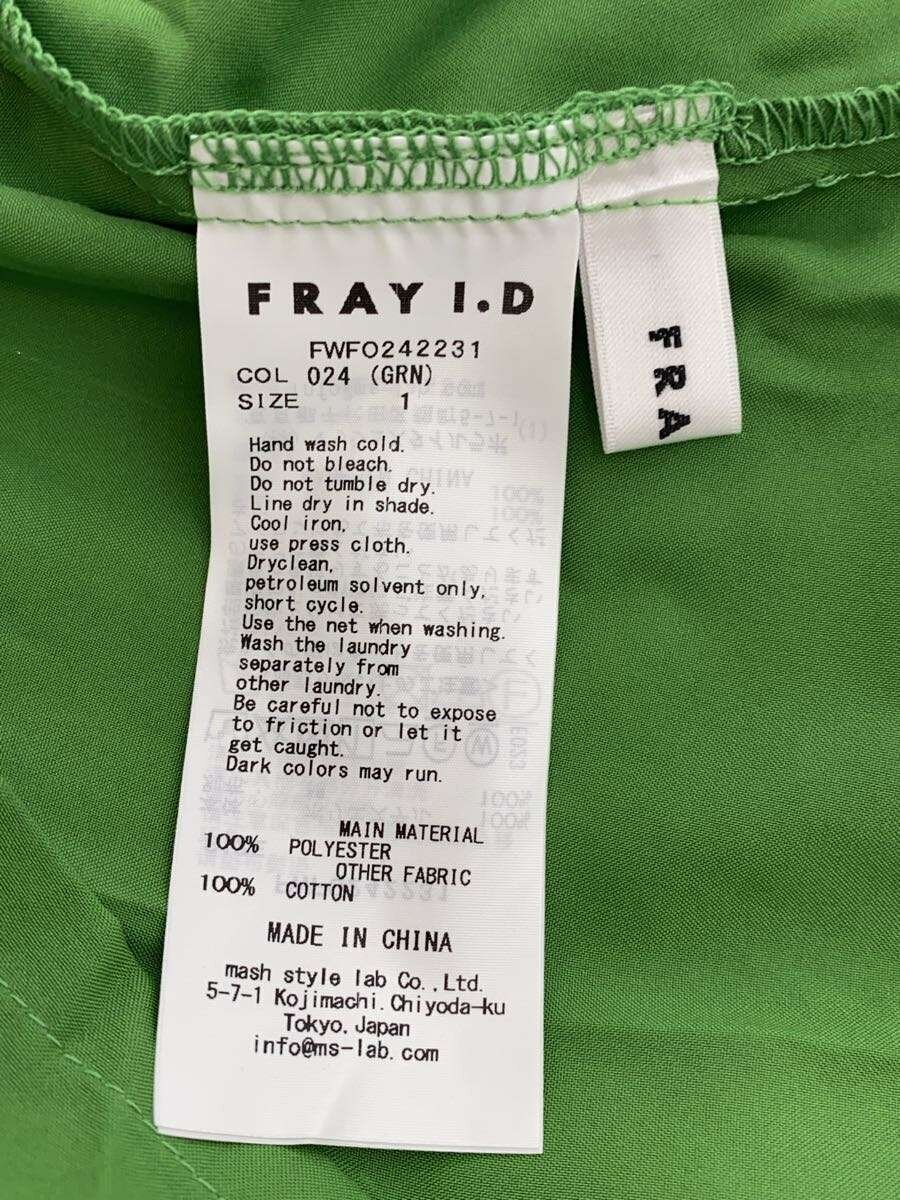 FRAY I.D
FWFO242231
COL 024 (GRN)
SIZE 1
Hand wash cold.
Do not bleach.
Do not tumble dry.
Line dry in shade.
Cool iron,
use press cloth.
Dryclean,
petroleum solvent only,
short cycle.
Use the net when washing.
Wash the laundry
separately from
other laundry.
Be careful not to expose
to friction or let it
get caught.
Dark colors may run.
MAIN MATERIAL
100% POLYESTER
OTHER FABRIC
100% COTTON
MADE IN CHINA
mash style lab Co.,Ltd.
5-7-1 Kojimachi.Chiyoda-ku
Tokyo, Japan
info@ms-lab.com
FRA